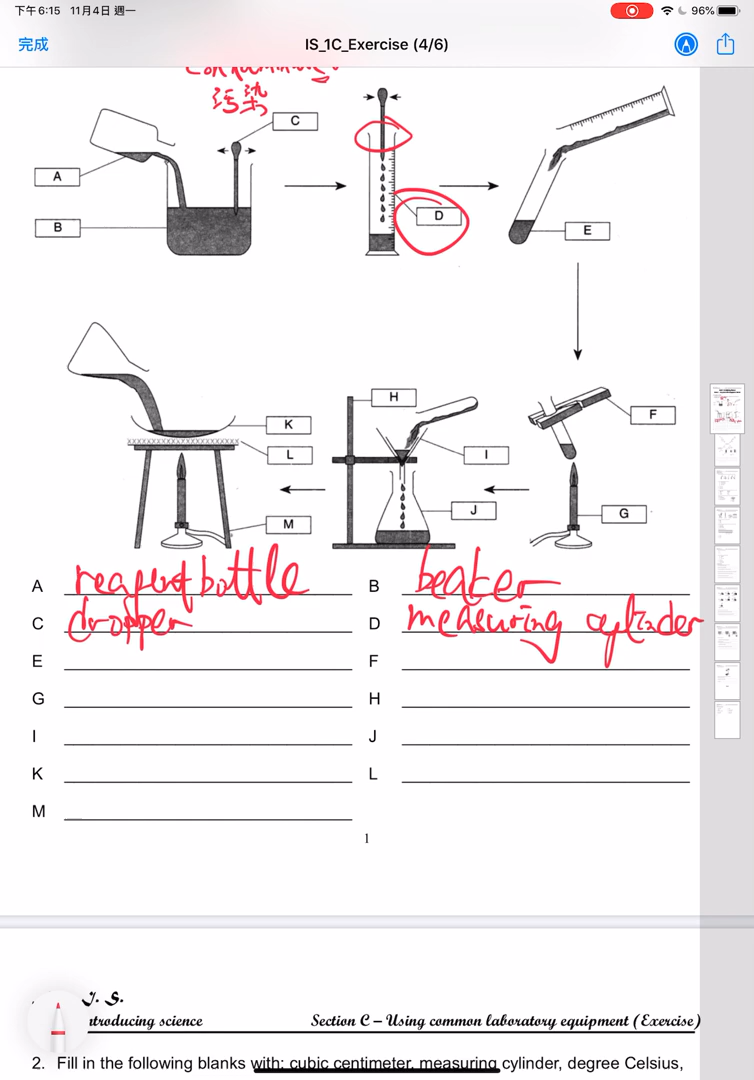 下午6:15 11月4日 週一
96%
完成
IS_1C_Exercise (4/6)
污染
C
A
D
B
E
H
F
K
I
L
J
G
M
A reagent bottle B beaker
C dropper D measuring cylinder
E F
G H
I J
K L
M
1
J. S.
ntroducing science Section C – Using common laboratory equipment (Exercise)
2. Fill in the following blanks with: cubic centimeter, measuring cylinder, degree Celsius,